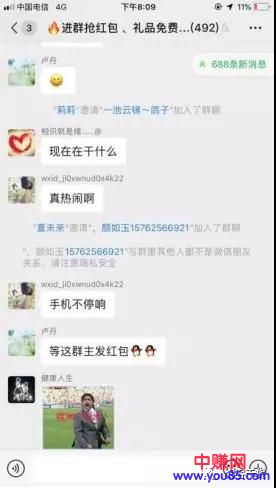 中国电信 4G
下午8:09
11%
3
🔥进群抢红包、礼品免费...(492)
688条新消息
卢丹
"莉莉"邀请"一池云锦~鸽子"加入了群聊
相识就是缘......@
现在在干什么
wxid_ji0xwnud0x4k22
真热闹啊
"夏未来"邀请"，颜如玉15762566921"加入了群聊
"，颜如玉15762566921"与群里其他人都不是微信朋友
关系，请注意隐私安全
wxid_ji0xwnud0x4k22
手机不停响
卢丹
等这群主发红包🐧🐧
健康人生
中赚网
www.you85.com